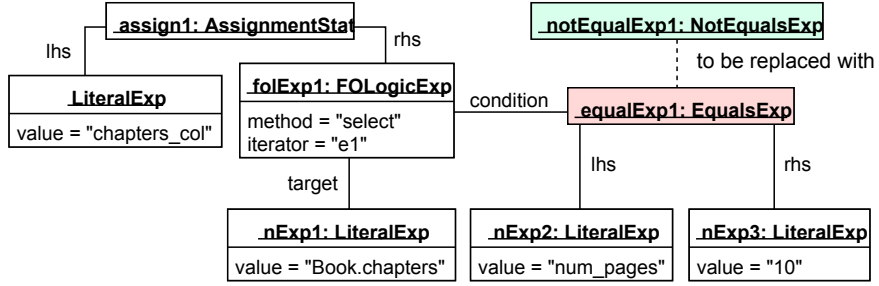 assign1: AssignmentStat
notEqualExp1: NotEqualsExp
lhs
rhs
to be replaced with
LiteralExp
value = "chapters_col"
folExp1: FOLogicExp
method = "select"
iterator = "e1"
condition
equalExp1: EqualsExp
target
lhs
rhs
nExp1: LiteralExp
value = "Book.chapters"
nExp2: LiteralExp
value = "num_pages"
nExp3: LiteralExp
value = "10"